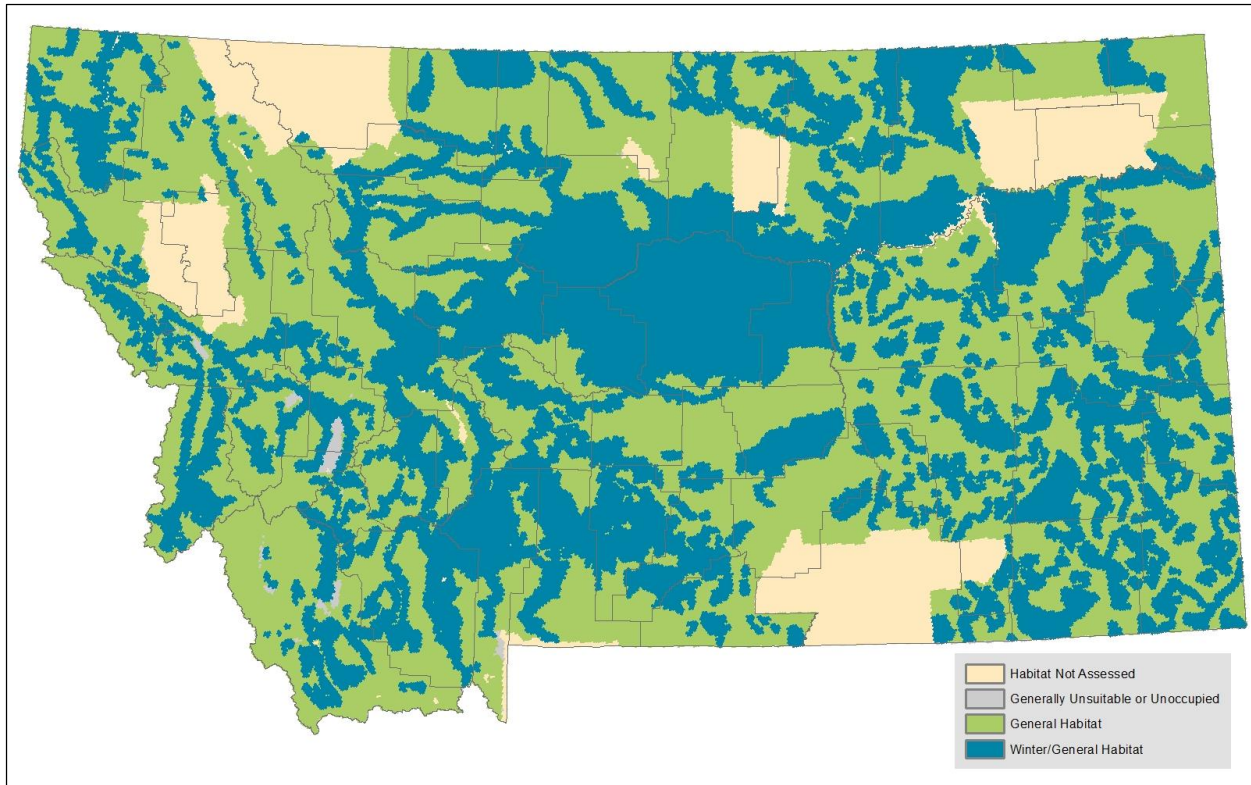 Habitat Not Assessed
Generally Unsuitable or Unoccupied
General Habitat
Winter/General Habitat